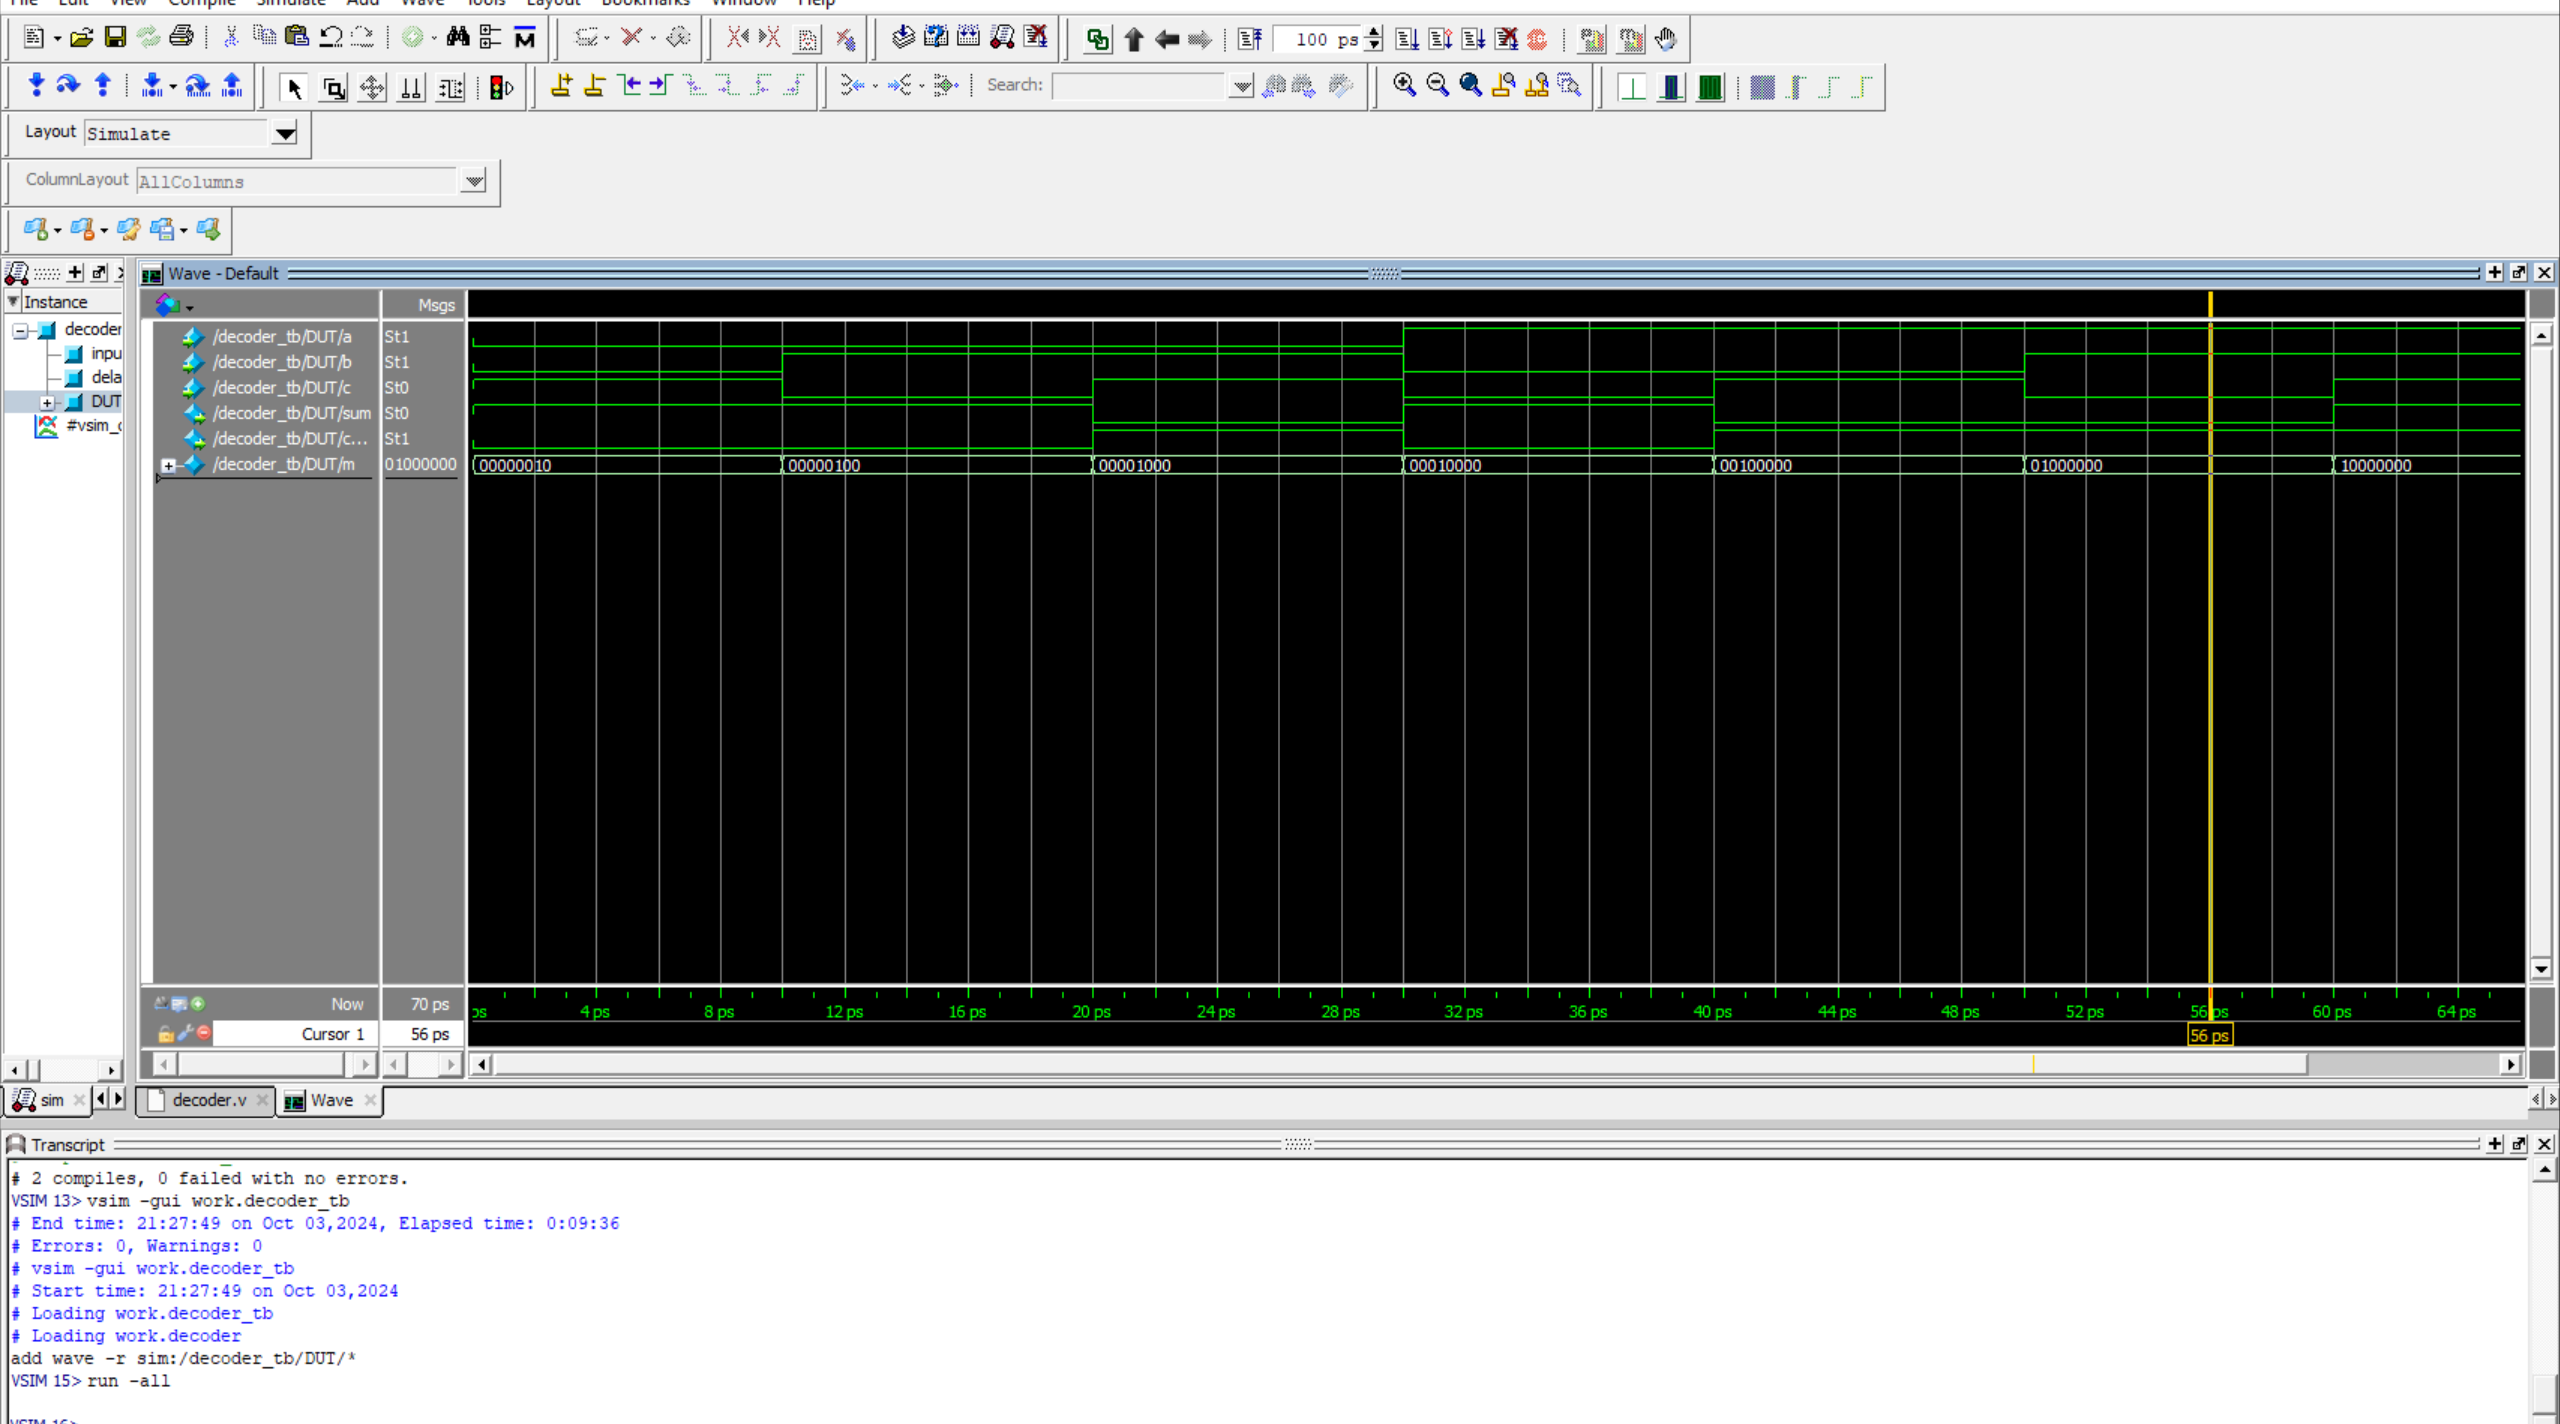 File Edit View Compile Simulate Add Wave Tools Layout Bookmarks Window Help
100 ps
Search:
Layout Simulate
ColumnLayout AllColumns
Wave - Default
Instance
Msgs
decoder
inpu
dela
DUT
#vsim_c
/decoder_tb/DUT/a St1
/decoder_tb/DUT/b St1
/decoder_tb/DUT/c St0
/decoder_tb/DUT/sum St0
/decoder_tb/DUT/c... St1
/decoder_tb/DUT/m 01000000 00000010 00000100 00001000 00010000 00100000 01000000 10000000
Now 70 ps
ps 4 ps 8 ps 12 ps 16 ps 20 ps 24 ps 28 ps 32 ps 36 ps 40 ps 44 ps 48 ps 52 ps 56 ps 60 ps 64 ps
Cursor 1 56 ps
56 ps
sim decoder.v Wave
Transcript
# 2 compiles, 0 failed with no errors.
VSIM 13> vsim -gui work.decoder_tb
# End time: 21:27:49 on Oct 03,2024, Elapsed time: 0:09:36
# Errors: 0, Warnings: 0
# vsim -gui work.decoder_tb
# Start time: 21:27:49 on Oct 03,2024
# Loading work.decoder_tb
# Loading work.decoder
add wave -r sim:/decoder_tb/DUT/*
VSIM 15> run -all
VSIM 16>